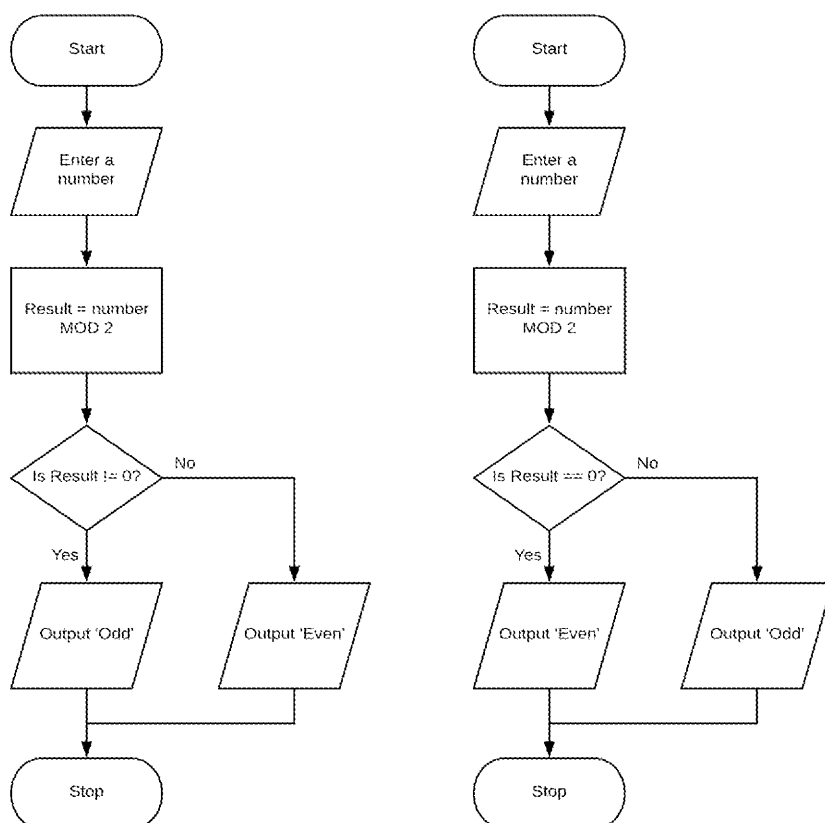 Start
Enter a
number
Result = number
MOD 2
Is Result != 0?
No
Yes
Output 'Odd'
Output 'Even'
Stop
Start
Enter a
number
Result = number
MOD 2
Is Result == 0?
No
Yes
Output 'Even'
Output 'Odd'
Stop